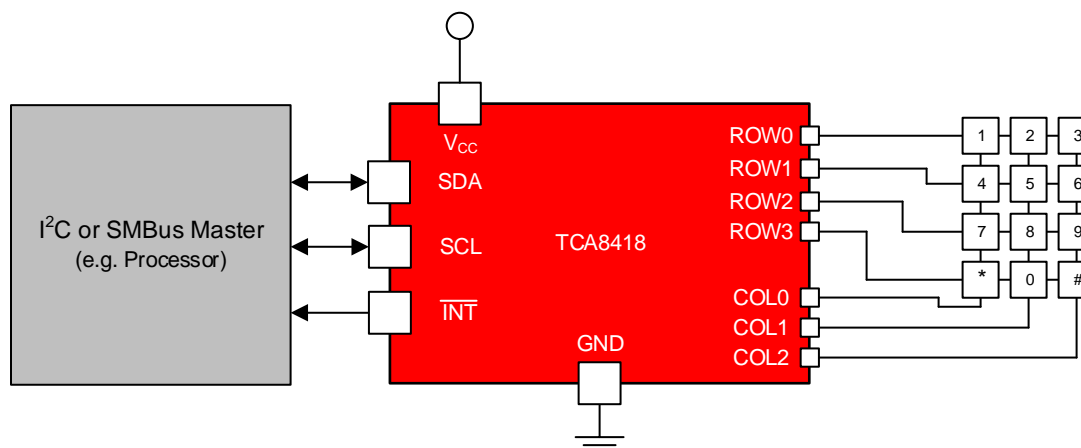 I²C or SMBus Master
(e.g. Processor)
VCC
SDA
SCL
INT
TCA8418
GND
ROW0
ROW1
ROW2
ROW3
COL0
COL1
COL2
1 2 3
4 5 6
7 8 9
* 0 #